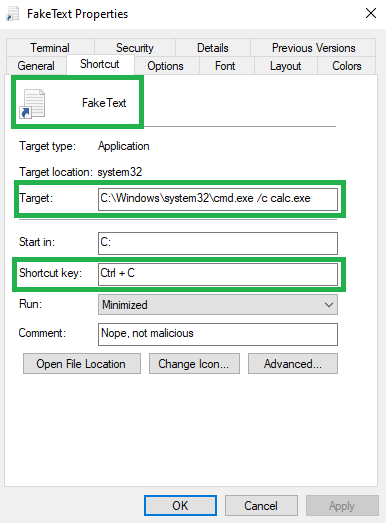 FakeText Properties
Terminal Security Details Previous Versions
General Shortcut Options Font Layout Colors
FakeText
Target type: Application
Target location: system32
Target: C:\Windows\system32\cmd.exe /c calc.exe
Start in: C:
Shortcut key: Ctrl + C
Run: Minimized
Comment: Nope, not malicious
Open File Location Change Icon... Advanced...
OK Cancel Apply